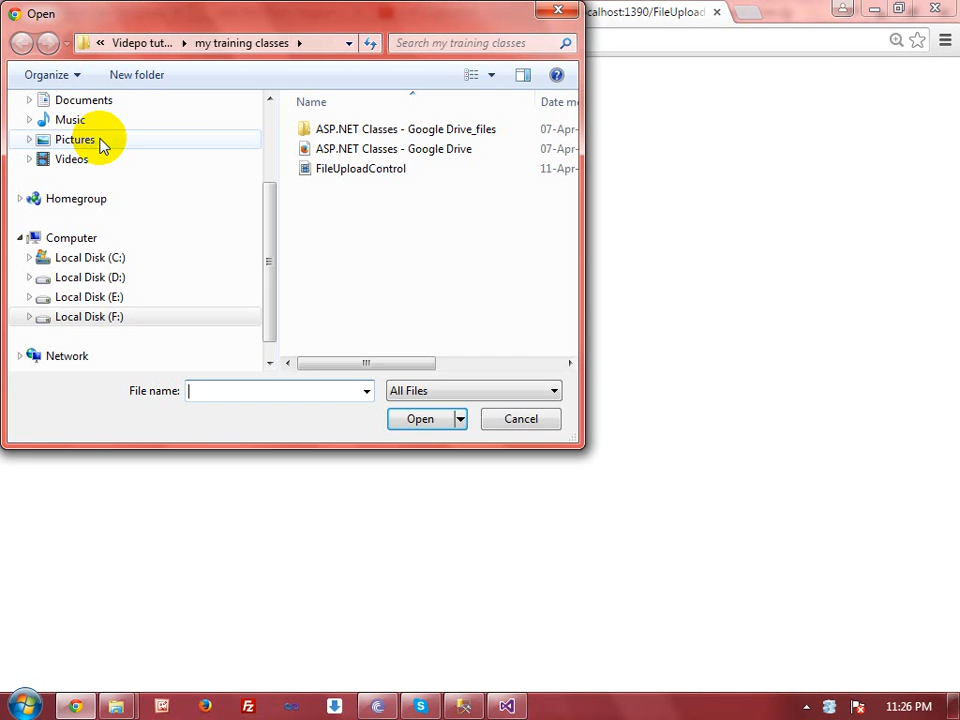 Open
calhost:1390/FileUpload
« Videpo tut... my training classes
Search my training classes
Organize
New folder
Documents
Music
Pictures
Videos
Homegroup
Computer
Local Disk (C:)
Local Disk (D:)
Local Disk (E:)
Local Disk (F:)
Network
Name
Date m
ASP.NET Classes - Google Drive_files
07-Apr-
ASP.NET Classes - Google Drive
07-Apr-
FileUploadControl
11-Apr-
File name:
All Files
Open
Cancel
11:26 PM